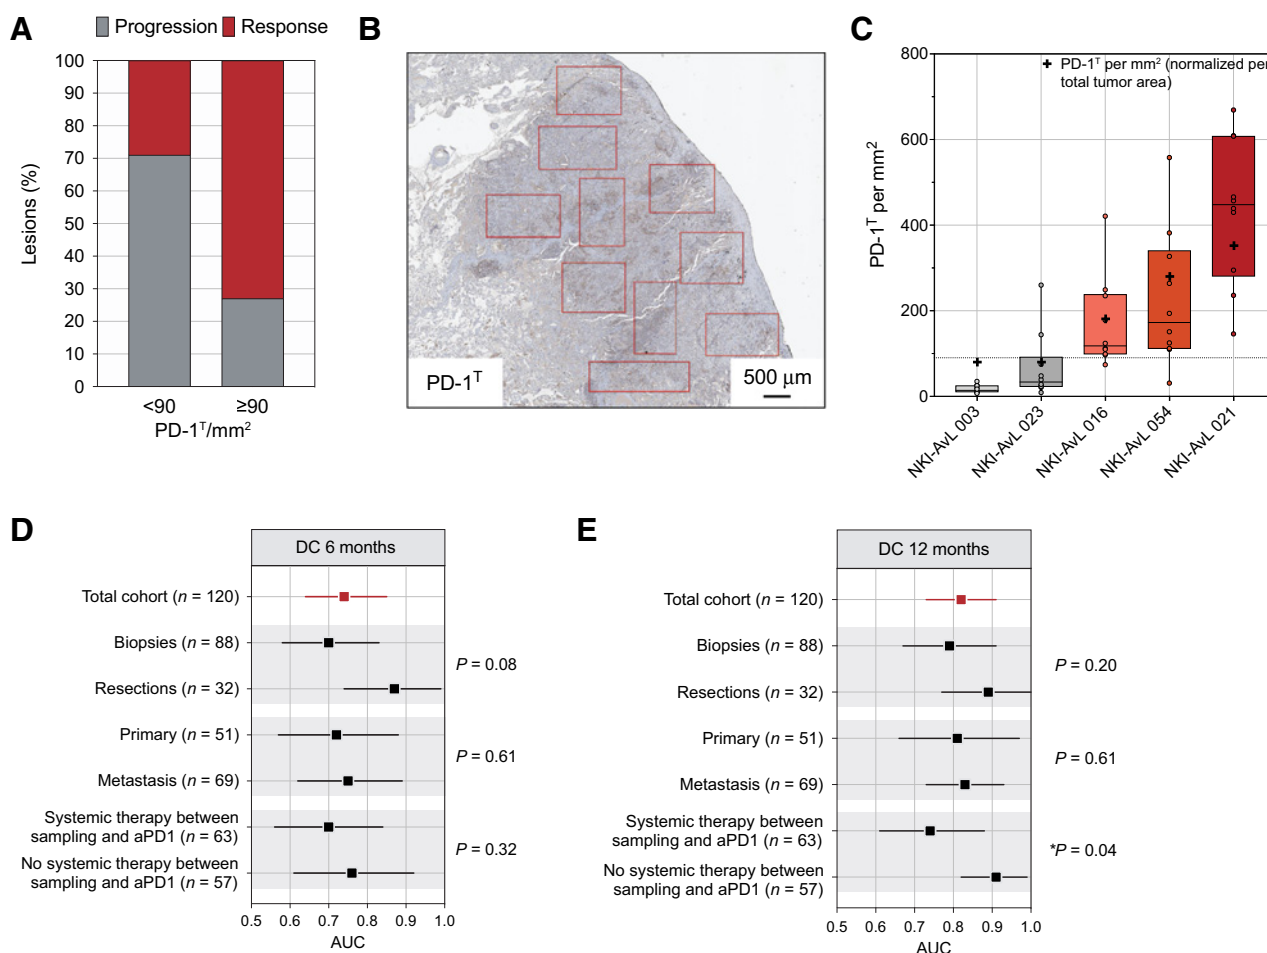 A
Progression Response
100
90
80
70
60
50
40
30
20
10
0
Lesions (%)
<90 ≥90
PD-1ᵀ/mm²
B
PD-1ᵀ
500 µm
C
PD-1ᵀ per mm² (normalized per
total tumor area)
800
600
400
200
0
PD-1ᵀ per mm²
NKI-AvL 003
NKI-AvL 023
NKI-AvL 016
NKI-AvL 054
NKI-AvL 021
D
DC 6 months
Total cohort (n = 120)
Biopsies (n = 88)
P = 0.08
Resections (n = 32)
Primary (n = 51)
P = 0.61
Metastasis (n = 69)
Systemic therapy between
sampling and aPD1 (n = 63)
P = 0.32
No systemic therapy between
sampling and aPD1 (n = 57)
0.5 0.6 0.7 0.8 0.9 1.0
AUC
E
DC 12 months
Total cohort (n = 120)
Biopsies (n = 88)
P = 0.20
Resections (n = 32)
Primary (n = 51)
P = 0.61
Metastasis (n = 69)
Systemic therapy between
sampling and aPD1 (n = 63)
*P = 0.04
No systemic therapy between
sampling and aPD1 (n = 57)
0.5 0.6 0.7 0.8 0.9 1.0
AUC